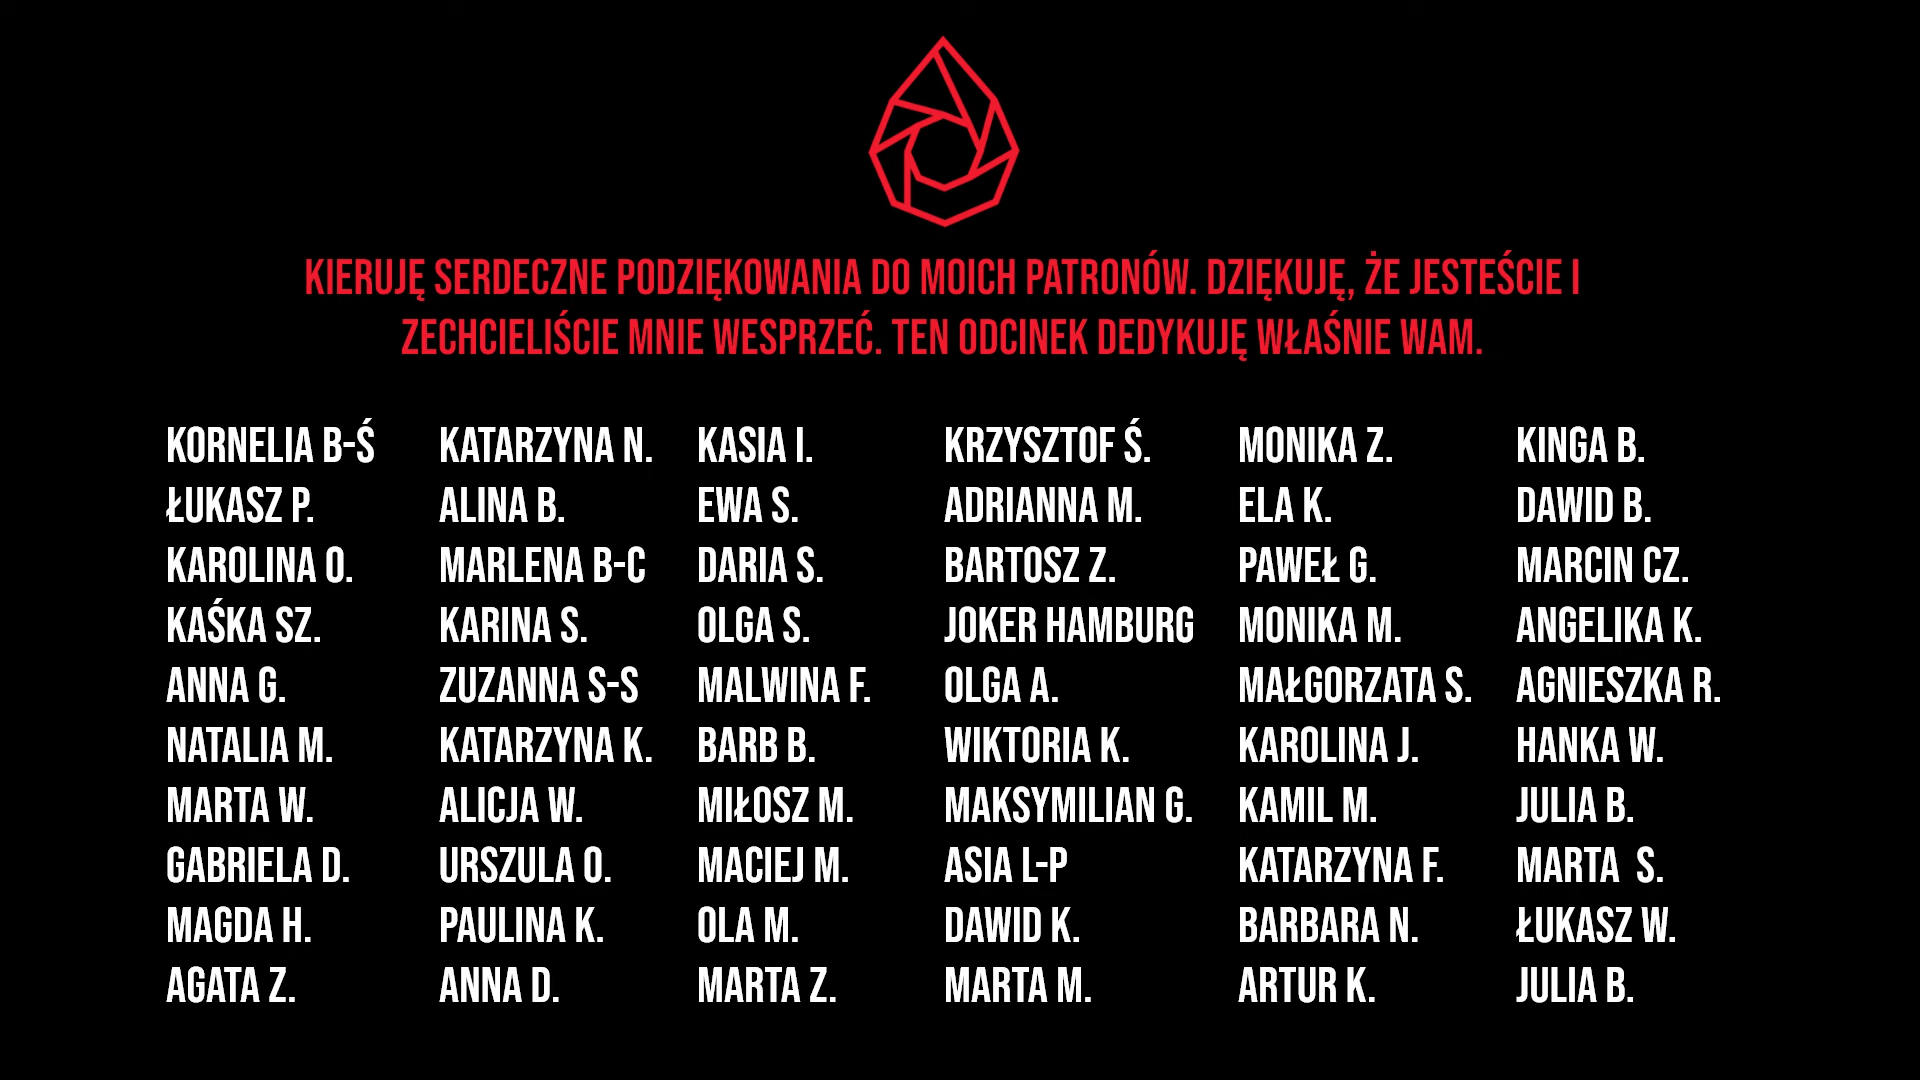 KIERUJĘ SERDECZNE PODZIĘKOWANIA DO MOICH PATRONÓW. DZIĘKUJĘ, ŻE JESTEŚCIE I
ZECHCIELIŚCIE MNIE WESPRZEĆ. TEN ODCINEK DEDYKUJĘ WŁAŚNIE WAM.
KORNELIA B-Ś
ŁUKASZ P.
KAROLINA O.
KAŚKA SZ.
ANNA G.
NATALIA M.
MARTA W.
GABRIELA D.
MAGDA H.
AGATA Z.
KATARZYNA N.
ALINA B.
MARLENA B-C
KARINA S.
ZUZANNA S-S
KATARZYNA K.
ALICJA W.
URSZULA O.
PAULINA K.
ANNA D.
KASIA I.
EWA S.
DARIA S.
OLGA S.
MALWINA F.
BARB B.
MIŁOSZ M.
MACIEJ M.
OLA M.
MARTA Z.
KRZYSZTOF Ś.
ADRIANNA M.
BARTOSZ Z.
JOKER HAMBURG
OLGA A.
WIKTORIA K.
MAKSYMILIAN G.
ASIA L-P
DAWID K.
MARTA M.
MONIKA Z.
ELA K.
PAWEŁ G.
MONIKA M.
MAŁGORZATA S.
KAROLINA J.
KAMIL M.
KATARZYNA F.
BARBARA N.
ARTUR K.
KINGA B.
DAWID B.
MARCIN CZ.
ANGELIKA K.
AGNIESZKA R.
HANKA W.
JULIA B.
MARTA  S.
ŁUKASZ W.
JULIA B.